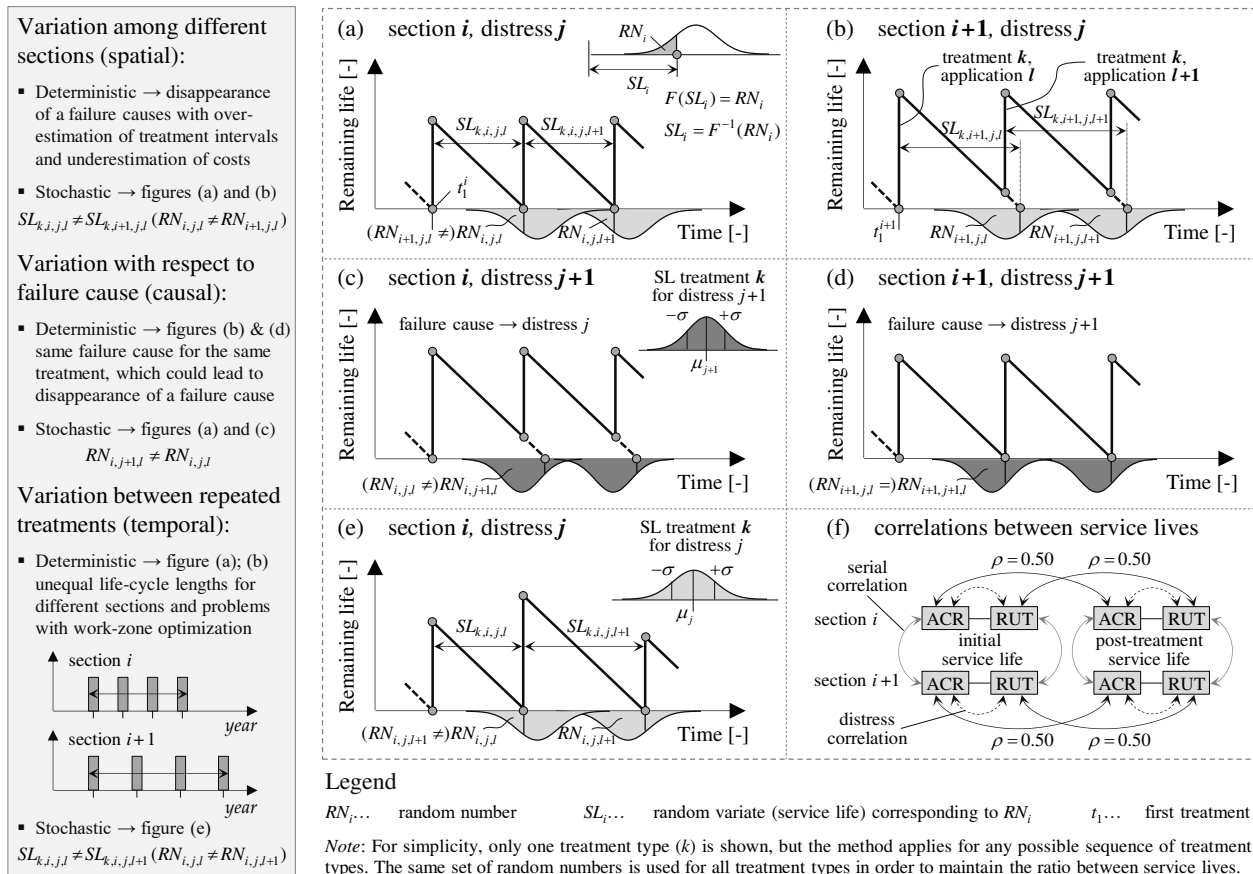 Variation among different
sections (spatial):
▪ Deterministic → disappearance
of a failure causes with over-
estimation of treatment intervals
and underestimation of costs
▪ Stochastic → figures (a) and (b)
SL_{k,i,j,l} ≠ SL_{k,i+1,j,l} (RN_{i,j,l} ≠ RN_{i+1,j,l})
Variation with respect to
failure cause (causal):
▪ Deterministic → figures (b) & (d)
same failure cause for the same
treatment, which could lead to
disappearance of a failure cause
▪ Stochastic → figures (a) and (c)
RN_{i,j+1,l} ≠ RN_{i,j,l}
Variation between repeated
treatments (temporal):
▪ Deterministic → figure (a); (b)
unequal life-cycle lengths for
different sections and problems
with work-zone optimization
section i
year
section i+1
year
▪ Stochastic → figure (e)
SL_{k,i,j,l} ≠ SL_{k,i,j,l+1} (RN_{i,j,l} ≠ RN_{i,j,l+1})
(a) section i, distress j
Remaining life [-]
RN_i
SL_i
F(SL_i) = RN_i
SL_i = F^{-1}(RN_i)
SL_{k,i,j,l}
SL_{k,i,j,l+1}
t_1^i
(RN_{i+1,j,l} ≠)RN_{i,j,l}
RN_{i,j,l+1}
Time [-]
(b) section i+1, distress j
Remaining life [-]
treatment k,
application l
treatment k,
application l+1
SL_{k,i+1,j,l}
SL_{k,i+1,j,l+1}
t_1^{i+1}
RN_{i+1,j,l}
RN_{i+1,j,l+1}
Time [-]
(c) section i, distress j+1
Remaining life [-]
failure cause → distress j
SL treatment k
for distress j+1
−σ +σ
μ_{j+1}
(RN_{i,j,l} ≠)RN_{i,j+1,l}
Time [-]
(d) section i+1, distress j+1
Remaining life [-]
failure cause → distress j+1
(RN_{i+1,j,l} =)RN_{i+1,j+1,l}
Time [-]
(e) section i, distress j
Remaining life [-]
SL treatment k
for distress j
−σ +σ
μ_j
SL_{k,i,j,l}
SL_{k,i,j,l+1}
(RN_{i,j,l+1} ≠)RN_{i,j,l}
RN_{i,j,l+1}
Time [-]
(f) correlations between service lives
serial
correlation
ρ = 0.50 ρ = 0.50
section i
ACR RUT ACR RUT
initial
service life
post-treatment
service life
section i+1
ACR RUT ACR RUT
distress
correlation
ρ = 0.50 ρ = 0.50
Legend
RN_i… random number SL_i… random variate (service life) corresponding to RN_i t_1… first treatment
Note: For simplicity, only one treatment type (k) is shown, but the method applies for any possible sequence of treatment
types. The same set of random numbers is used for all treatment types in order to maintain the ratio between service lives.